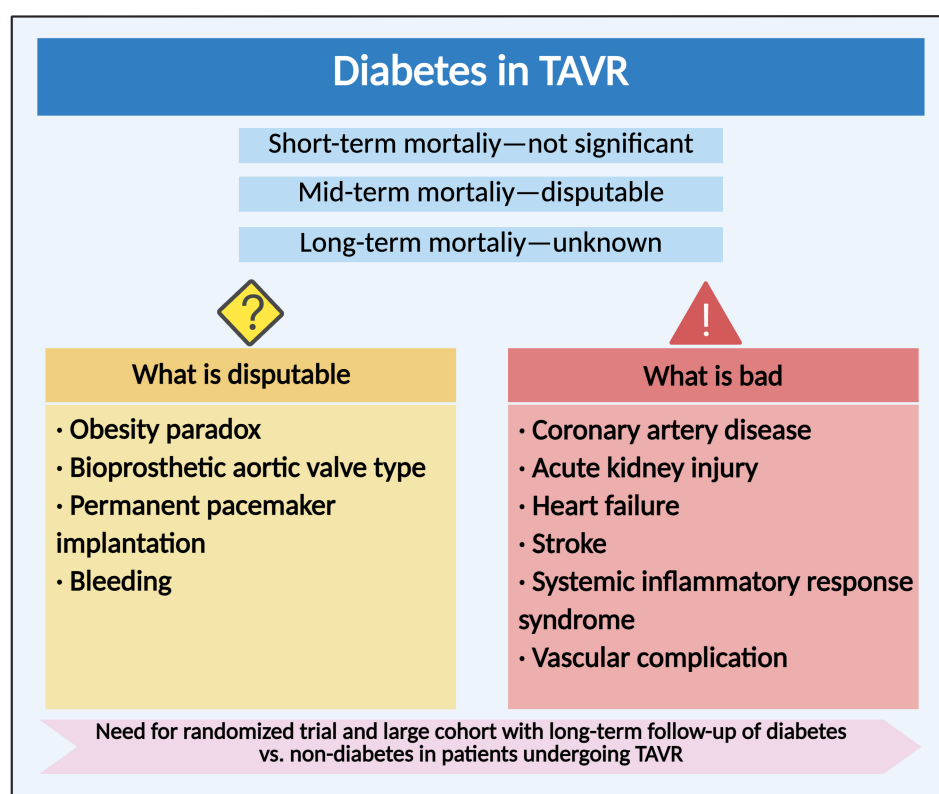 Diabetes in TAVR
Short-term mortaliy—not significant
Mid-term mortaliy—disputable
Long-term mortaliy—unknown
?
!
What is disputable
· Obesity paradox
· Bioprosthetic aortic valve type
· Permanent pacemaker
implantation
· Bleeding
What is bad
· Coronary artery disease
· Acute kidney injury
· Heart failure
· Stroke
· Systemic inflammatory response
syndrome
· Vascular complication
Need for randomized trial and large cohort with long-term follow-up of diabetes
vs. non-diabetes in patients undergoing TAVR